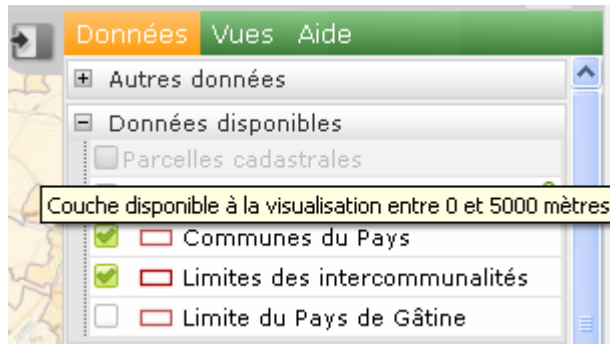 Données Vues Aide
Autres données
Données disponibles
Parcelles cadastrales
Couche disponible à la visualisation entre 0 et 5000 mètres
Communes du Pays
Limites des intercommunalités
Limite du Pays de Gâtine